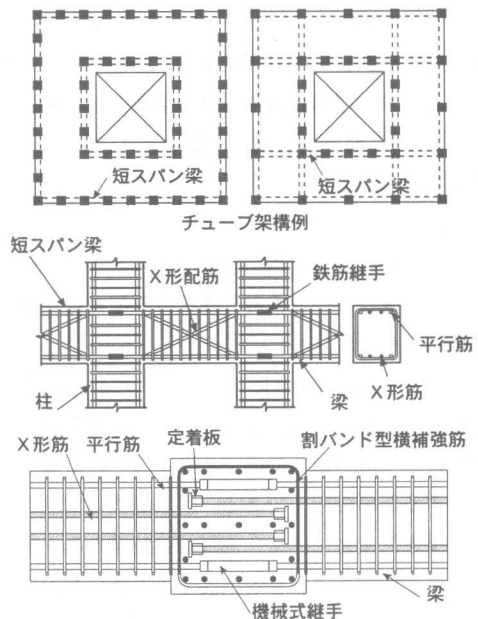 短スパン梁
短スパン梁
チューブ架構例
短スパン梁
X形配筋
鉄筋継手
平行筋
X形筋
柱
梁
X形筋
平行筋
定着板
割バンド型横補強筋
梁
機械式継手